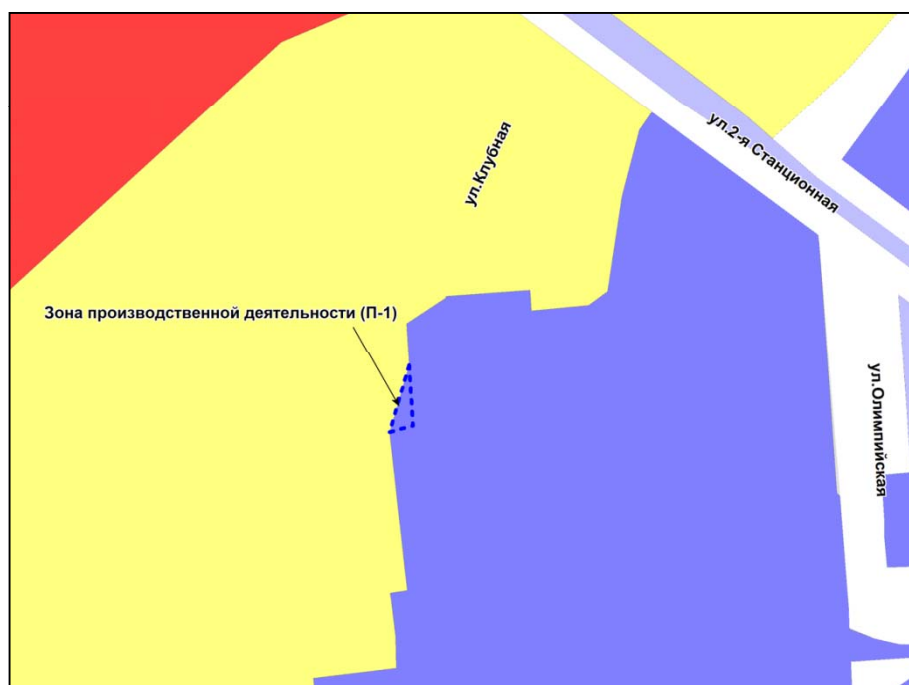 ул.Клубная
ул.2-я Станционная
Зона производственной деятельности (П-1)
ул.Олимпийская